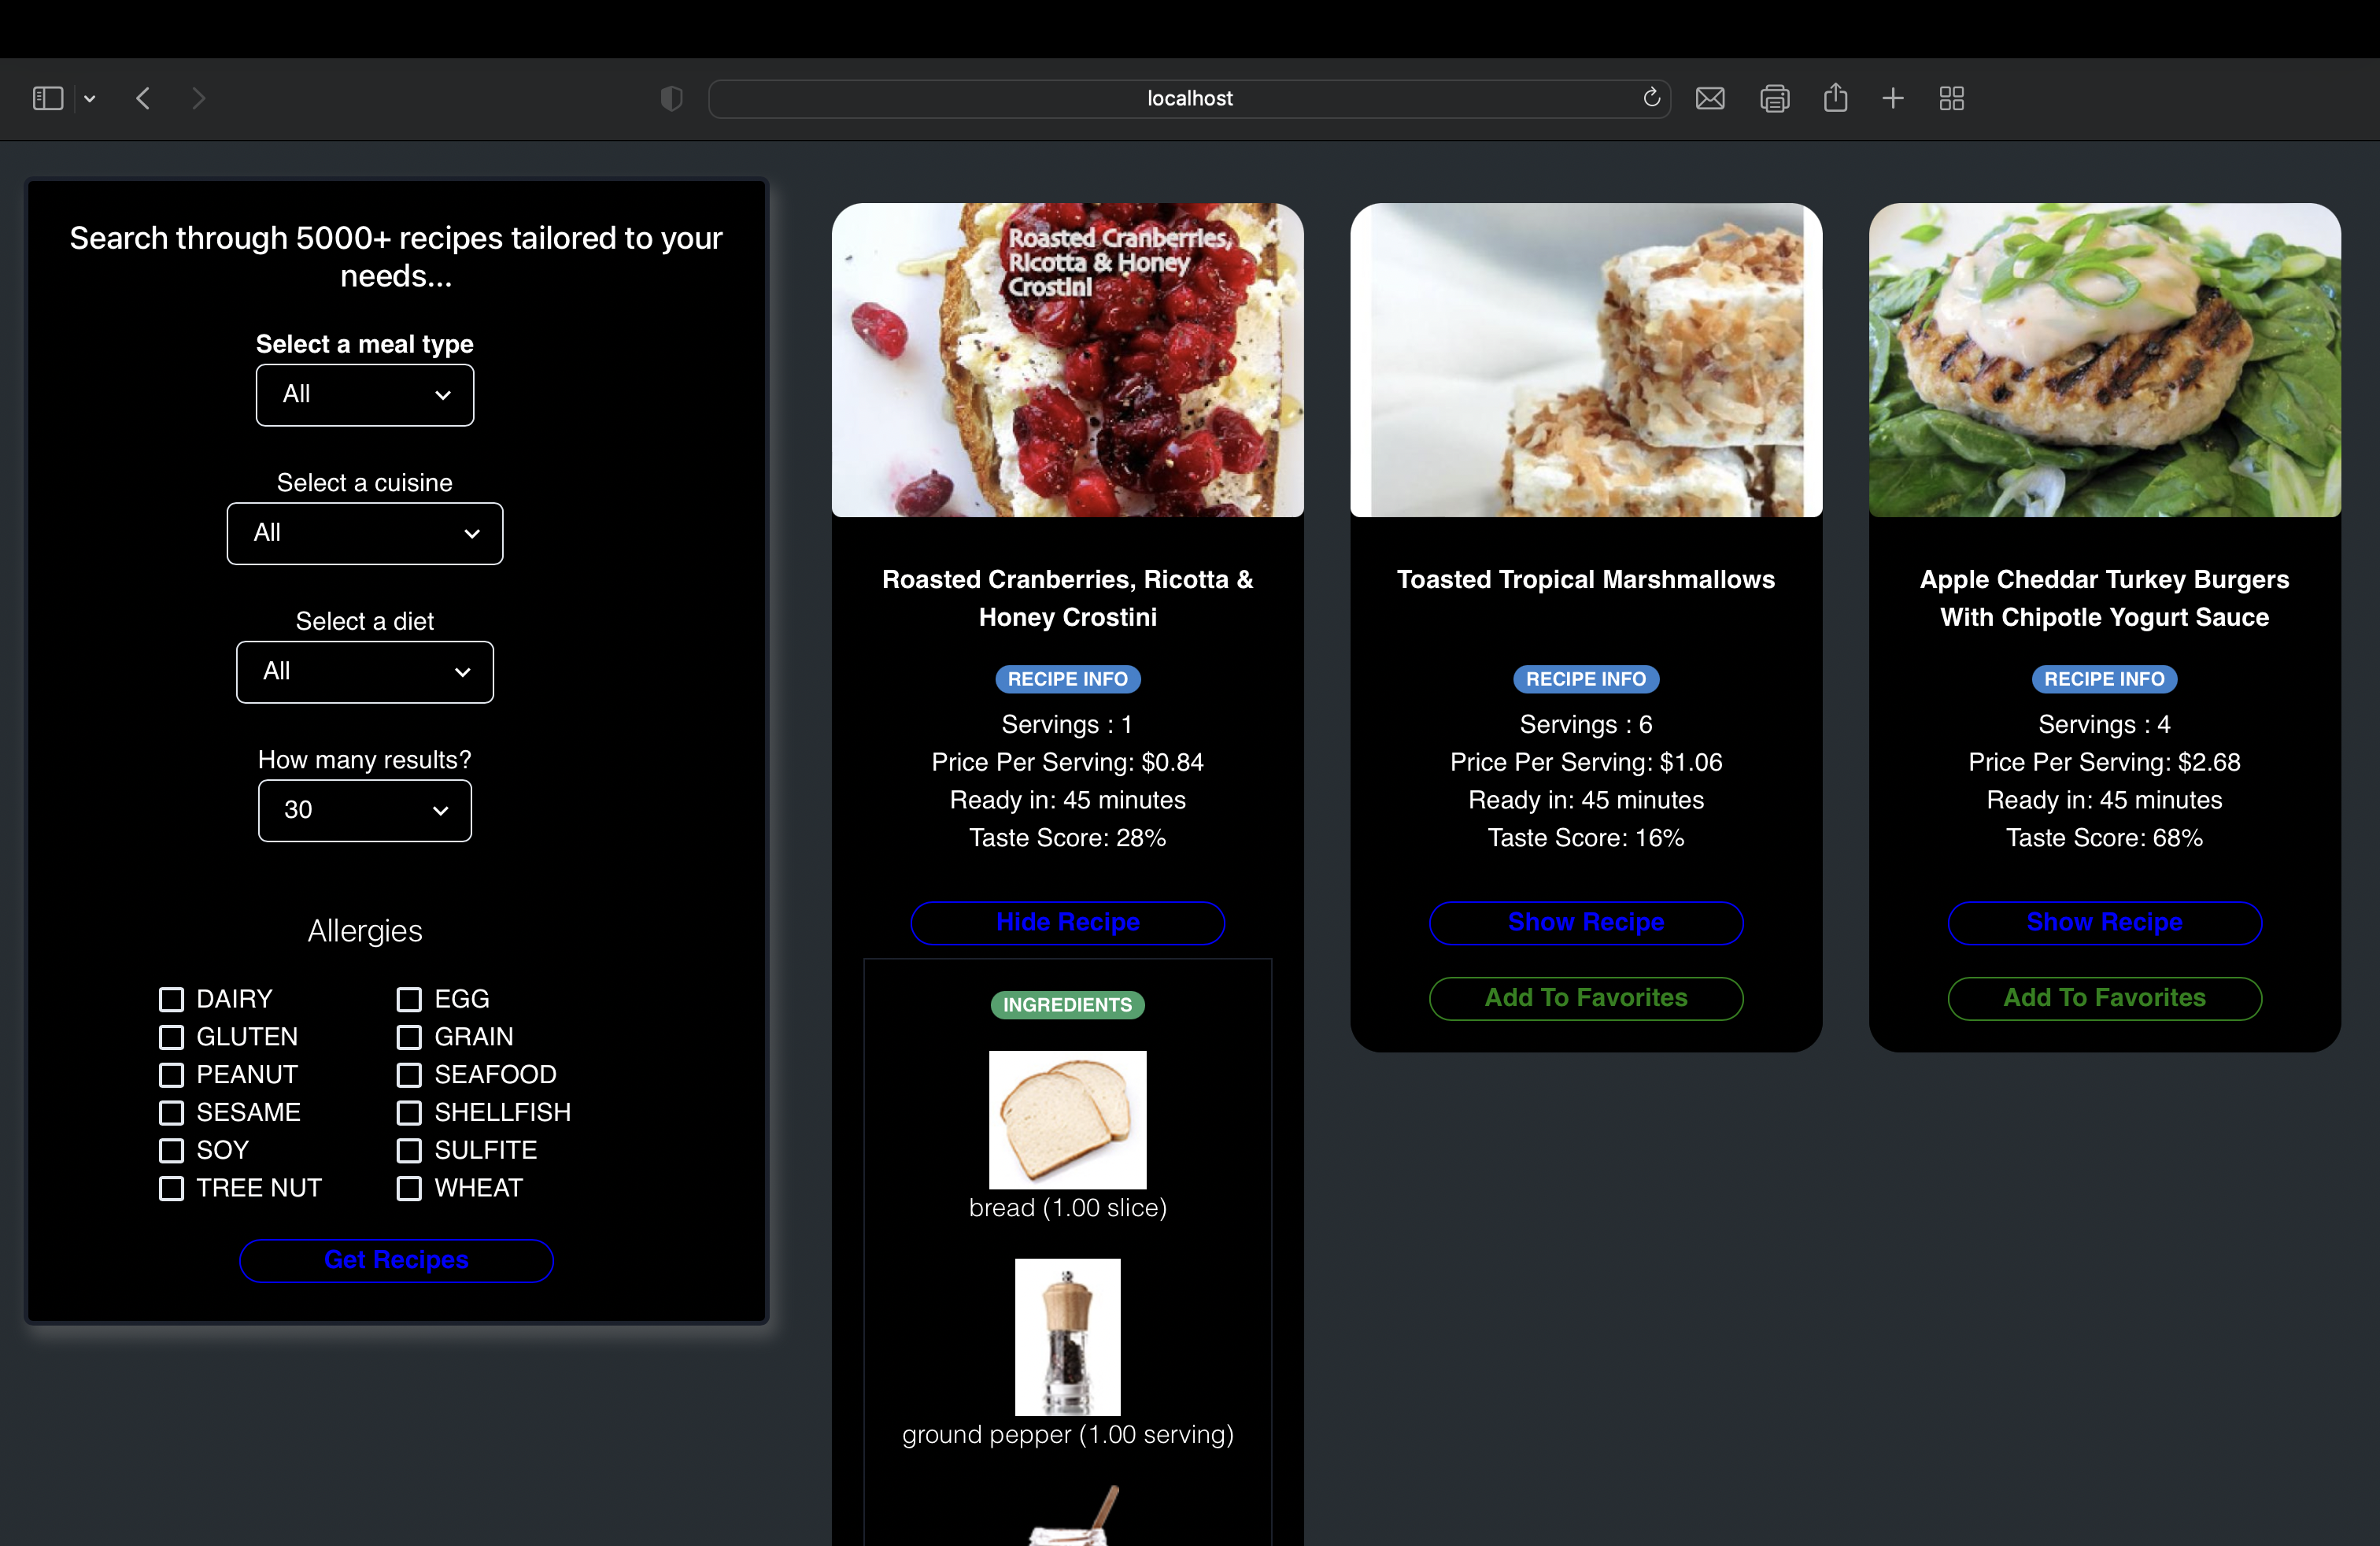 localhost
Search through 5000+ recipes tailored to your
needs...
Select a meal type
All
Select a cuisine
All
Select a diet
All
How many results?
30
Allergies
DAIRY
EGG
GLUTEN
GRAIN
PEANUT
SEAFOOD
SESAME
SHELLFISH
SOY
SULFITE
TREE NUT
WHEAT
Get Recipes
Roasted Cranberries,
Ricotta & Honey
Crostini
Roasted Cranberries, Ricotta &
Honey Crostini
RECIPE INFO
Servings : 1
Price Per Serving: $0.84
Ready in: 45 minutes
Taste Score: 28%
Hide Recipe
INGREDIENTS
bread (1.00 slice)
ground pepper (1.00 serving)
Toasted Tropical Marshmallows
RECIPE INFO
Servings : 6
Price Per Serving: $1.06
Ready in: 45 minutes
Taste Score: 16%
Show Recipe
Add To Favorites
Apple Cheddar Turkey Burgers
With Chipotle Yogurt Sauce
RECIPE INFO
Servings : 4
Price Per Serving: $2.68
Ready in: 45 minutes
Taste Score: 68%
Show Recipe
Add To Favorites